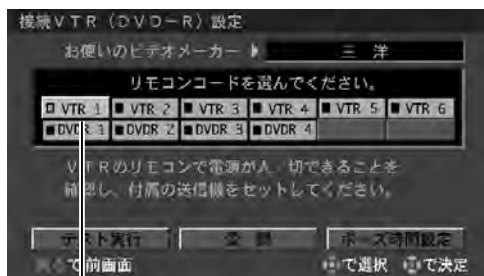 接続VTR(DVD-R)設定
お使いのビデオメーカー 三 洋
リモコンコードを選んでください。
VTR 1 VTR 2 VTR 3 VTR 4 VTR 5 VTR 6
DVDR 1 DVDR 2 DVDR 3 DVDR 4
VTRのリモコンで電源が入/切できることを
確認し、付属の送信機をセットしてください。
テスト実行 登 録 ポーズ時間設定
で前画面 で選択 で決定